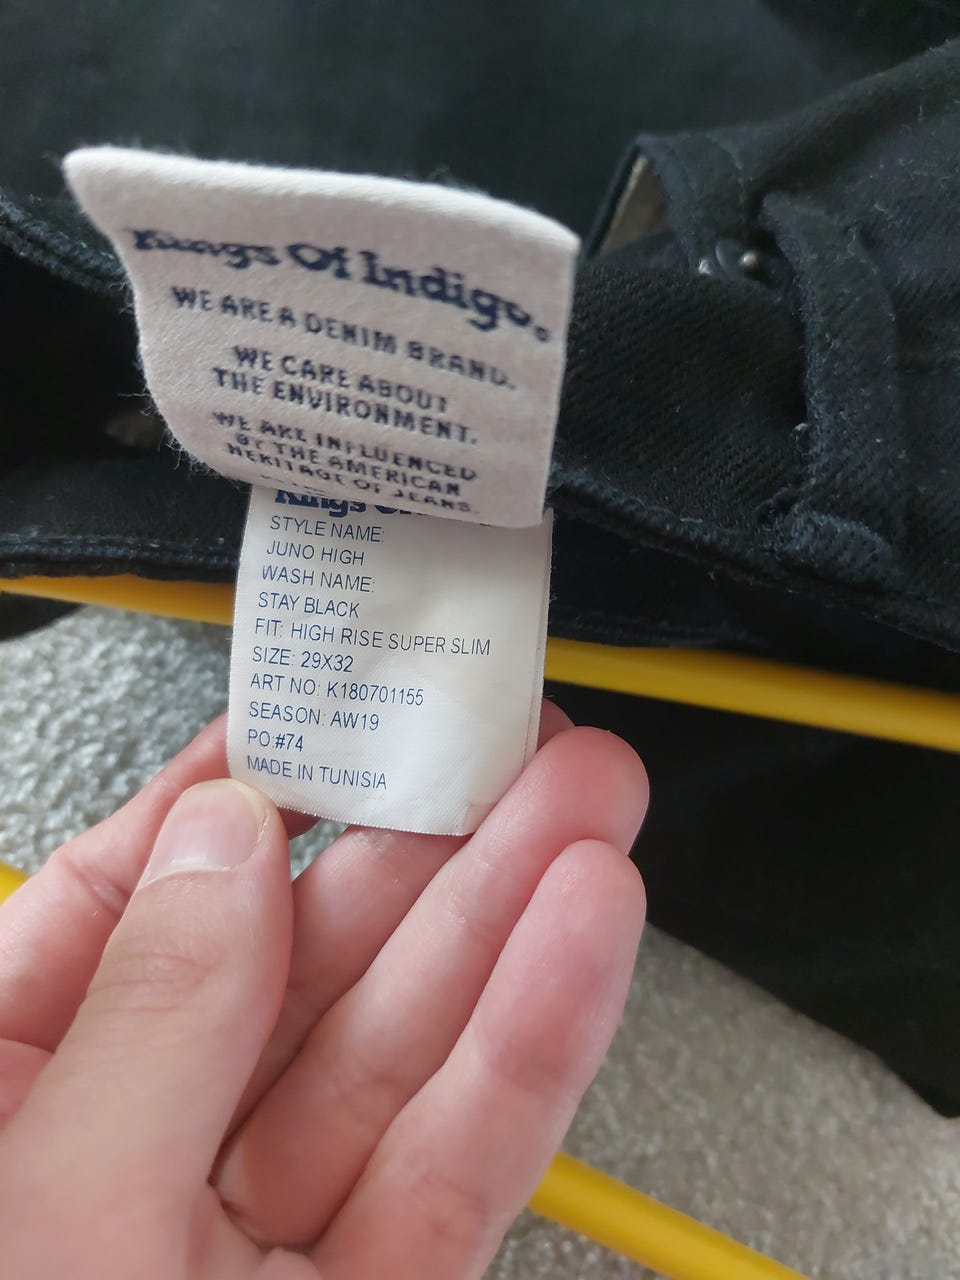 Kings Of Indigo.
WE ARE A DENIM BRAND.
WE CARE ABOUT
THE ENVIRONMENT.
WE ARE INFLUENCED
BY THE AMERICAN
HERITAGE OF JEANS.
Kings
STYLE NAME:
JUNO HIGH
WASH NAME:
STAY BLACK
FIT: HIGH RISE SUPER SLIM
SIZE: 29X32
ART NO: K180701155
SEASON: AW19
PO:#74
MADE IN TUNISIA